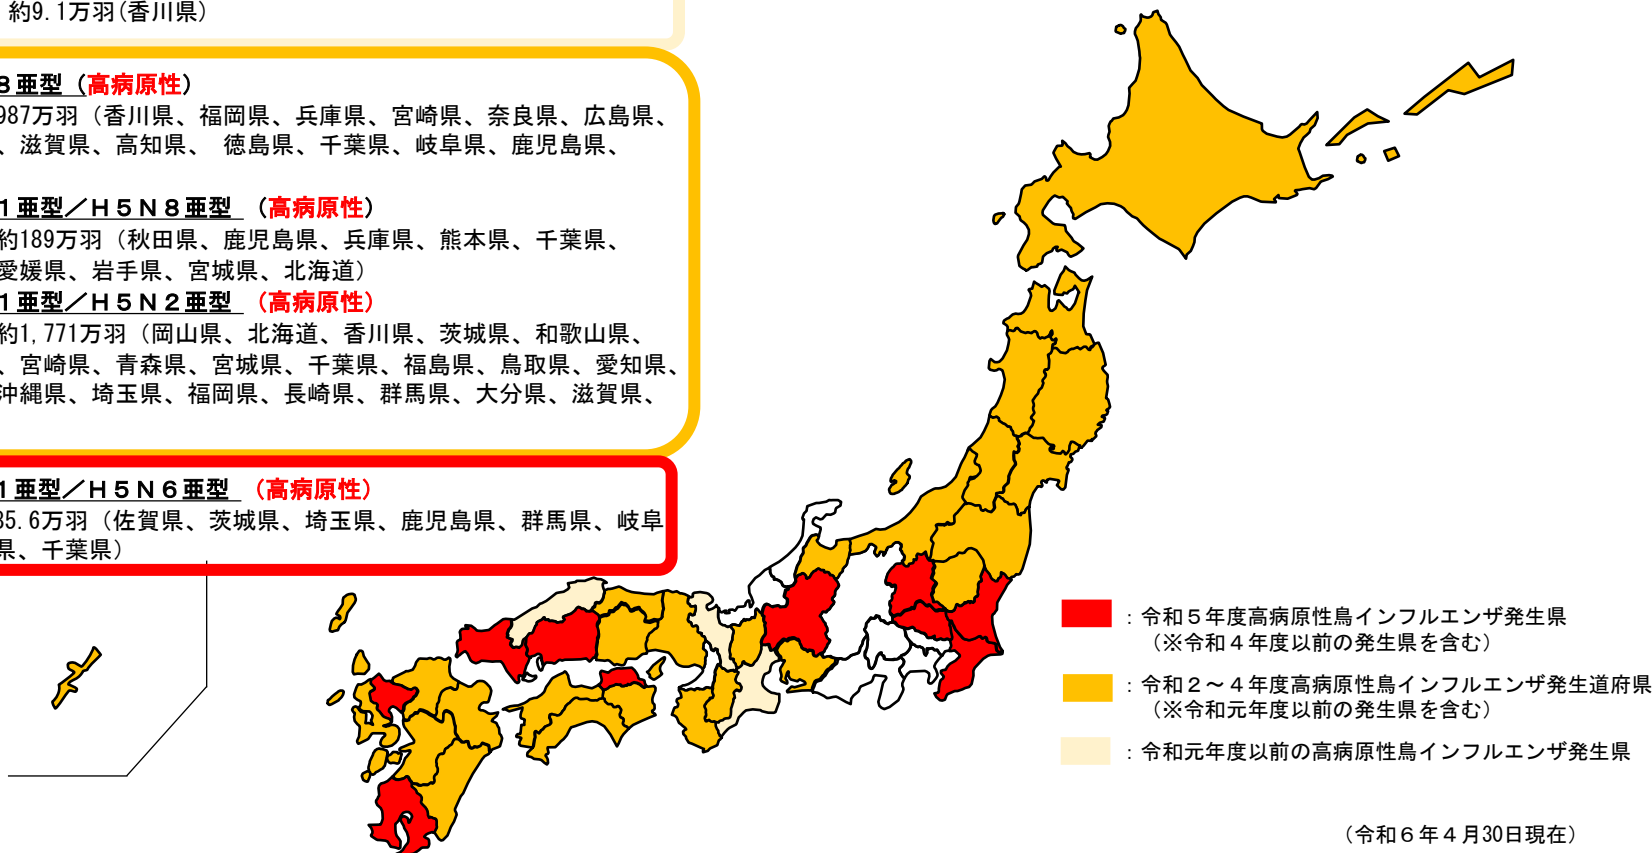 約9.1万羽(香川県)
8亜型（高病原性）
987万羽（香川県、福岡県、兵庫県、宮崎県、奈良県、広島県、
、滋賀県、高知県、 徳島県、千葉県、岐阜県、鹿児島県、
1亜型／Ｈ５Ｎ８亜型 （高病原性）
約189万羽（秋田県、鹿児島県、兵庫県、熊本県、千葉県、
愛媛県、岩手県、宮城県、北海道）
1亜型／Ｈ５Ｎ２亜型 （高病原性）
約1,771万羽（岡山県、北海道、香川県、茨城県、和歌山県、
、宮崎県、青森県、宮城県、千葉県、福島県、鳥取県、愛知県、
沖縄県、埼玉県、福岡県、長崎県、群馬県、大分県、滋賀県、
1亜型／Ｈ５Ｎ６亜型 （高病原性）
85.6万羽（佐賀県、茨城県、埼玉県、鹿児島県、群馬県、岐阜
県、千葉県）
：令和５年度高病原性鳥インフルエンザ発生県
（※令和４年度以前の発生県を含む）
：令和２～４年度高病原性鳥インフルエンザ発生道府県
（※令和元年度以前の発生県を含む）
：令和元年度以前の高病原性鳥インフルエンザ発生県
（令和６年４月30日現在）